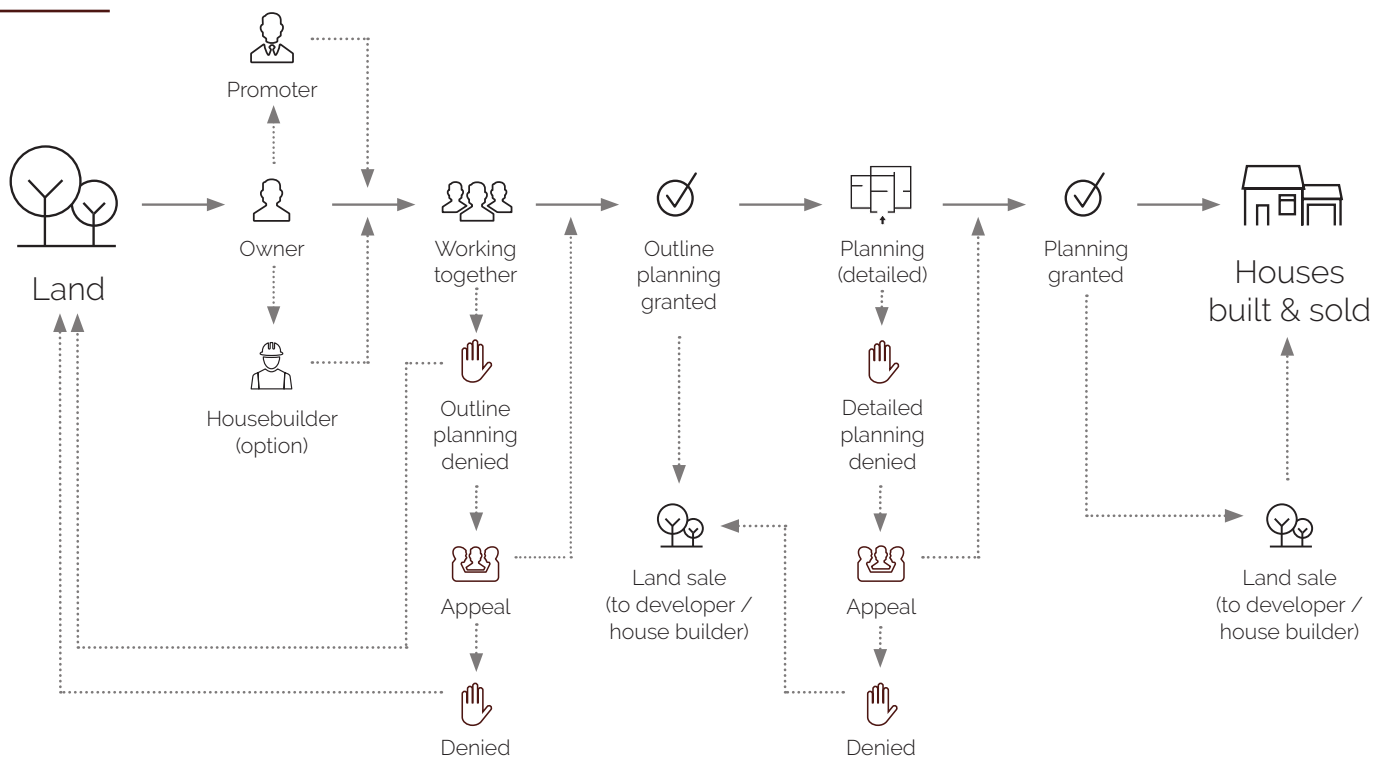 Promoter
Land
Owner
Housebuilder
(option)
Working
together
Outline
planning
denied
Appeal
Denied
Outline
planning
granted
Land sale
(to developer /
house builder)
Planning
(detailed)
Detailed
planning
denied
Appeal
Denied
Planning
granted
Houses
built & sold
Land sale
(to developer /
house builder)